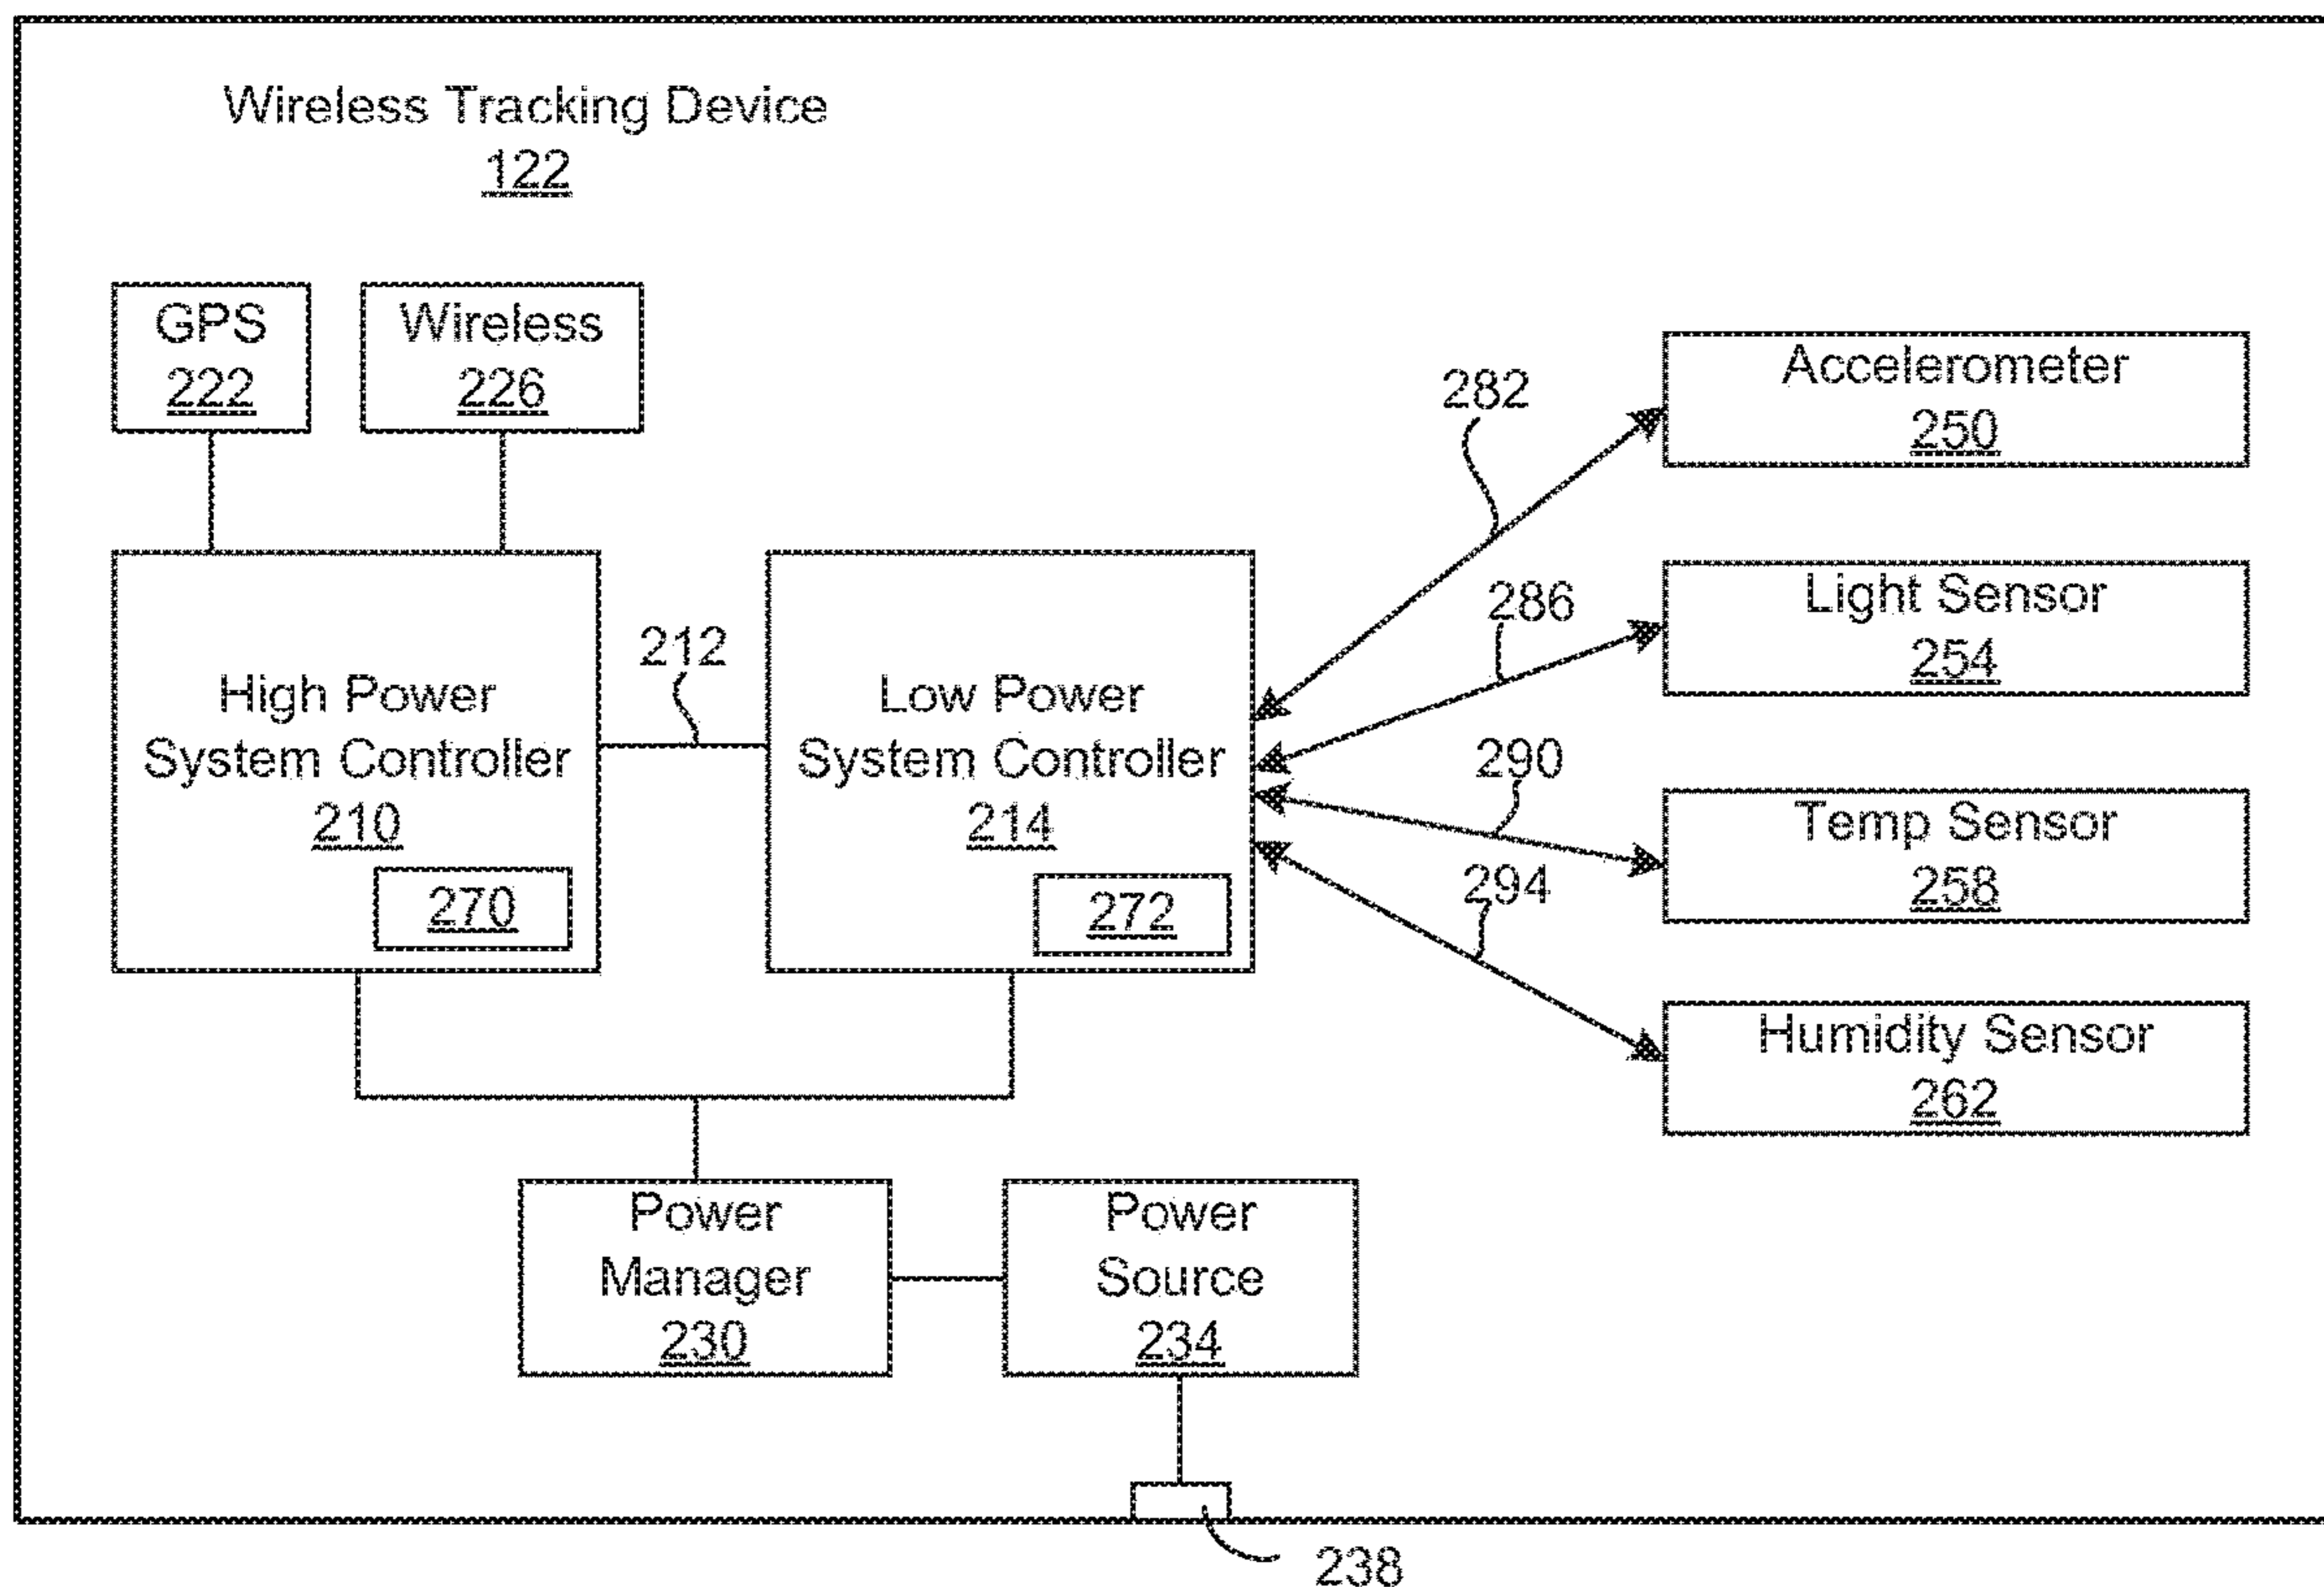 Wireless Tracking Device
122
GPS
222
Wireless
226
282
Accelerometer
250
286
Light Sensor
254
212
High Power
System Controller
210
270
Low Power
System Controller
214
272
290
Temp Sensor
258
294
Humidity Sensor
262
Power
Manager
230
Power
Source
234
238